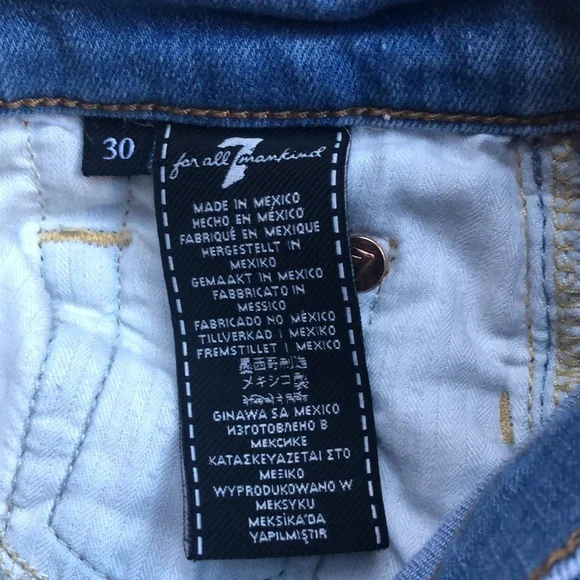 30
for all 7 mankind
MADE IN MEXICO
HECHO EN MÉXICO
FABRIQUÉ EN MEXIQUE
HERGESTELLT IN
MEXIKO
GEMAAKT IN MEXICO
FABBRICATO IN
MESSICO
FABRICADO NO MÉXICO
TILLVERKAD I MEXIKO
FREMSTILLET I MEXICO
墨西哥制造
メキシコ製
GINAWA SA MEXICO
ИЗГОТОВЛЕНО В
МЕКСИКЕ
ΚΑΤΑΣΚΕΥΑΖΕΤΑΙ ΣΤΟ
ΜΕΞΙΚΟ
WYPRODUKOWANO W
MEKSYKU
MEKSİKA'DA
YAPILMIŞTIR
7